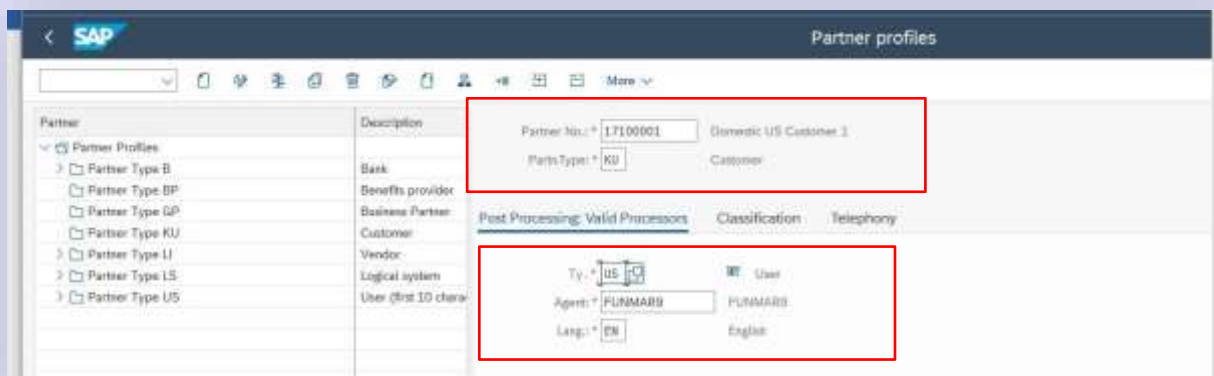 SAP
Partner profiles
More
Partner
Description
Partner Profiles
Partner Type B Bank
Partner Type BP Benefits provider
Partner Type GP Business Partner
Partner Type KU Customer
Partner Type LI Vendor
Partner Type LS Logical system
Partner Type US User (first 10 chara
Partner No.: * 17100001 Domestic US Customer 1
Partn.Type: * KU Customer
Post Processing: Valid Processors Classification Telephony
Ty.: * US User
Agent: * FUNMAR9 FUNMAR9
Lang.: * EN English